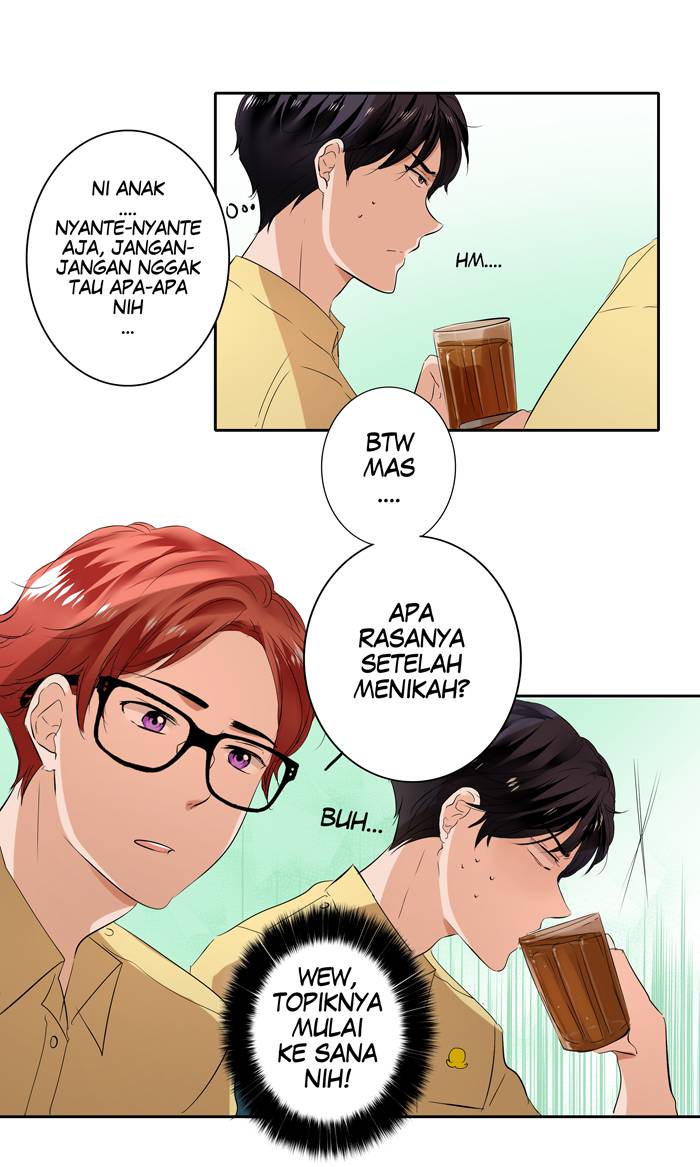 NI ANAK
....
NYANTE-NYANTE
AJA, JANGAN-
JANGAN NGGAK
TAU APA-APA
NIH
...
HM....
BTW
MAS
....
APA
RASANYA
SETELAH
MENIKAH?
BUH...
WEW,
TOPIKNYA
MULAI
KE SANA
NIH!